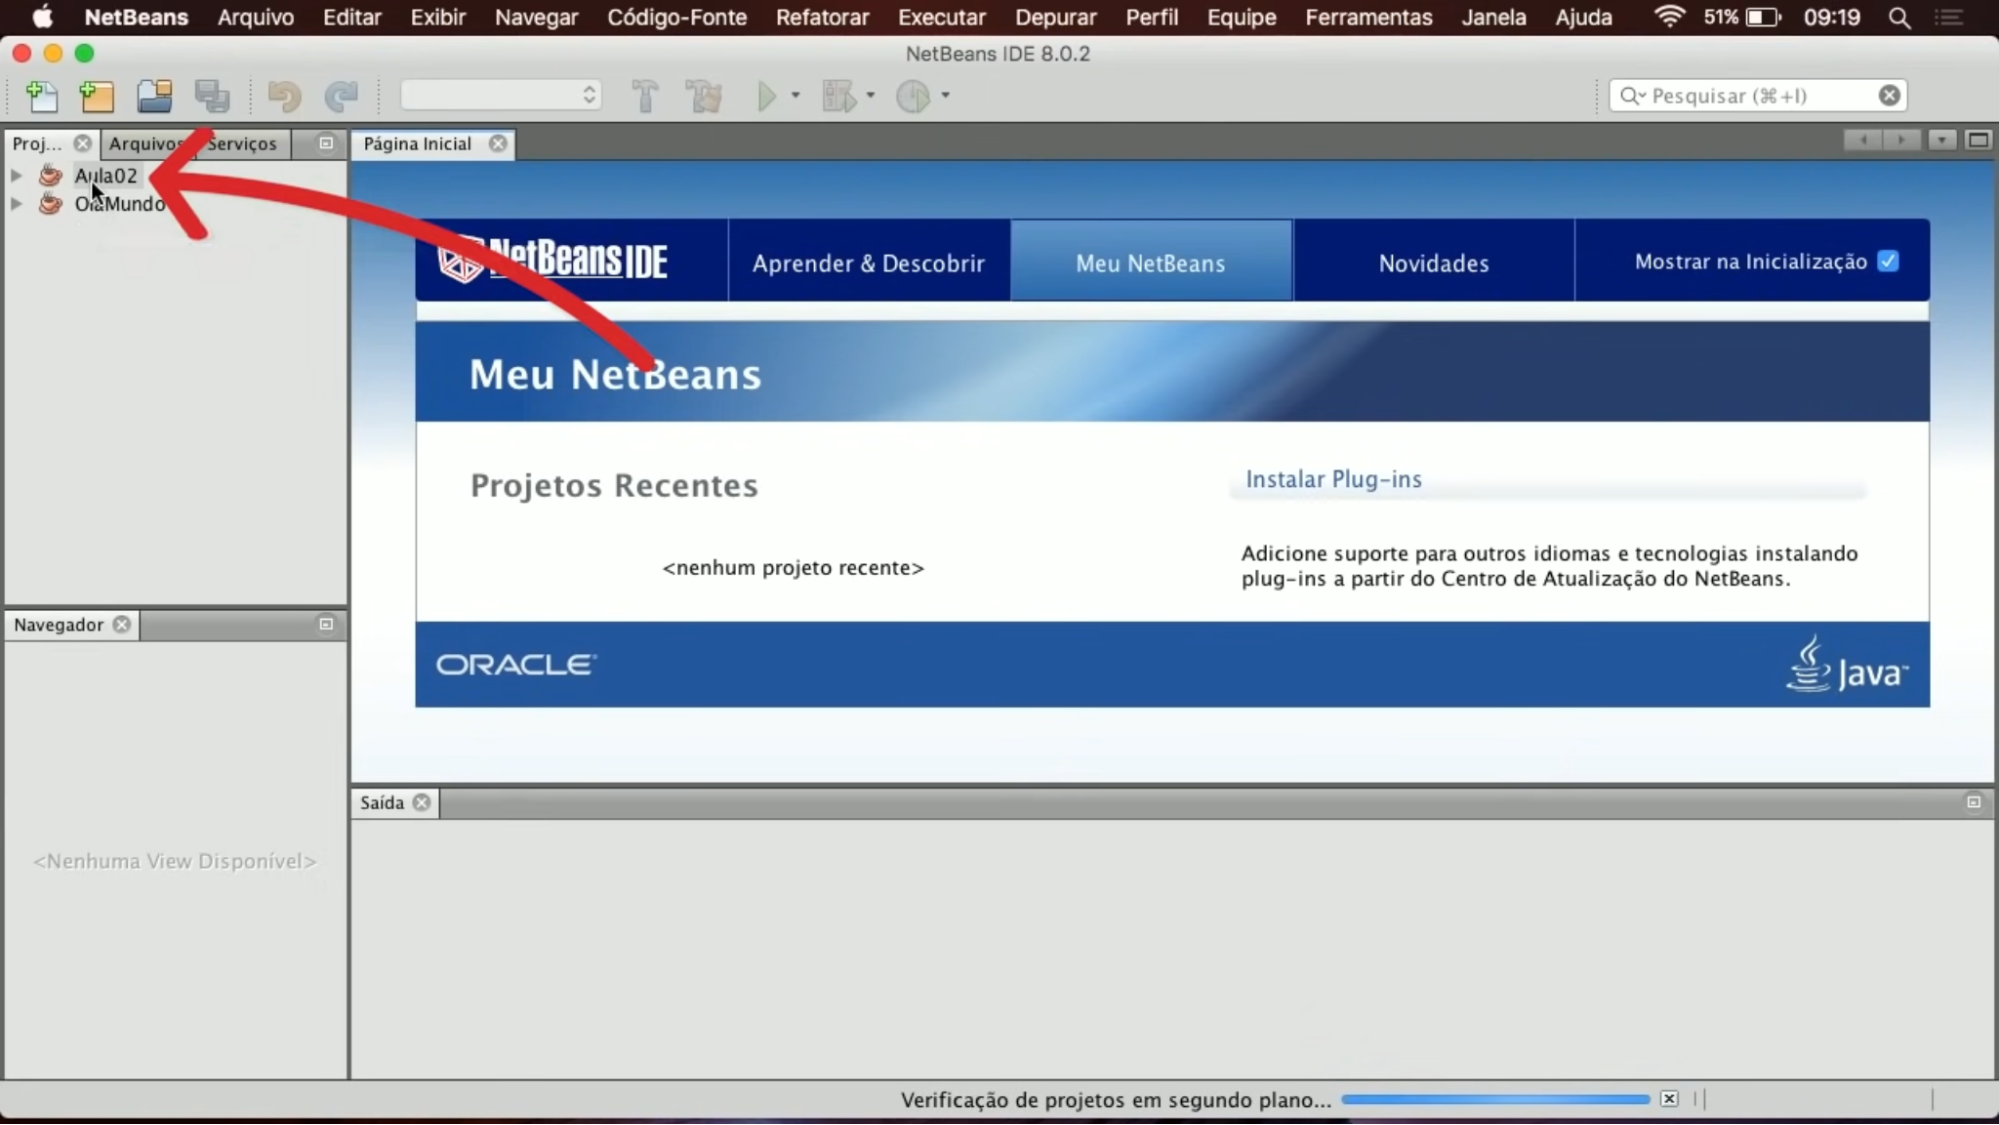 NetBeans Arquivo Editar Exibir Navegar Código-Fonte Refatorar Executar Depurar Perfil Equipe Ferramentas Janela Ajuda 51% 09:19
NetBeans IDE 8.0.2
Pesquisar (⌘+I)
Proj... Arquivos Serviços Página Inicial
Aula02
OlaMundo
NetBeans IDE Aprender & Descobrir Meu NetBeans Novidades Mostrar na Inicialização
Meu NetBeans
Projetos Recentes
<nenhum projeto recente>
Instalar Plug-ins
Adicione suporte para outros idiomas e tecnologias instalando
plug-ins a partir do Centro de Atualização do NetBeans.
ORACLE Java™
Navegador
<Nenhuma View Disponível>
Saída
Verificação de projetos em segundo plano...